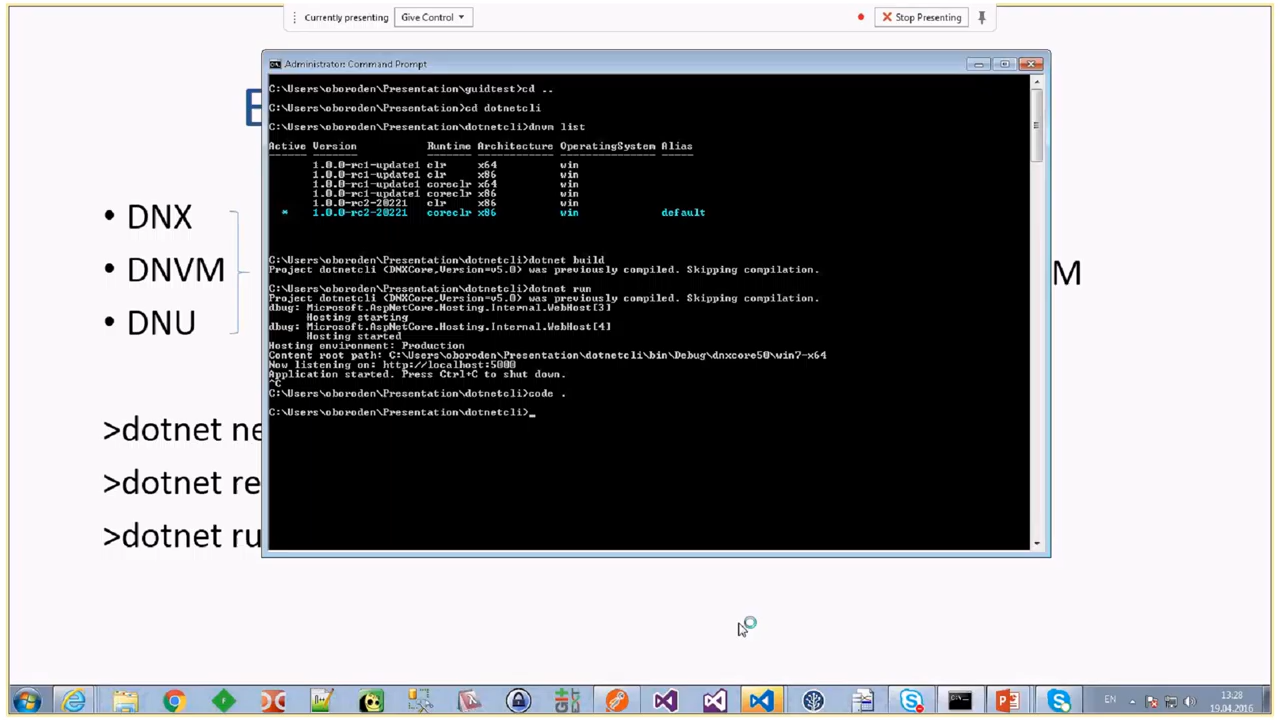 Currently presenting
Give Control
Stop Presenting
Administrator: Command Prompt
C:\Users\oboroden\Presentation\guidtest>cd ..
C:\Users\oboroden\Presentation>cd dotnetcli
C:\Users\oboroden\Presentation\dotnetcli>dnvm list
Active Version Runtime Architecture OperatingSystem Alias
1.0.0-rc1-update1 clr x64 win
1.0.0-rc1-update1 clr x86 win
1.0.0-rc1-update1 coreclr x64 win
1.0.0-rc1-update1 coreclr x86 win
1.0.0-rc2-20221 clr x86 win
* 1.0.0-rc2-20221 coreclr x86 win default
C:\Users\oboroden\Presentation\dotnetcli>dotnet build
Project dotnetcli (DNXCore,Version=v5.0) was previously compiled. Skipping compilation.
C:\Users\oboroden\Presentation\dotnetcli>dotnet run
Project dotnetcli (DNXCore,Version=v5.0) was previously compiled. Skipping compilation.
dbug: Microsoft.AspNetCore.Hosting.Internal.WebHost[3]
Hosting starting
dbug: Microsoft.AspNetCore.Hosting.Internal.WebHost[4]
Hosting started
Hosting environment: Production
Content root path: C:\Users\oboroden\Presentation\dotnetcli\bin\Debug\dnxcore50\win7-x64
Now listening on: http://localhost:5000
Application started. Press Ctrl+C to shut down.
^C
C:\Users\oboroden\Presentation\dotnetcli>code .
C:\Users\oboroden\Presentation\dotnetcli>_
• DNX
• DNVM
• DNU
M
>dotnet ne
>dotnet re
>dotnet ru
EN
13:28
19.04.2016